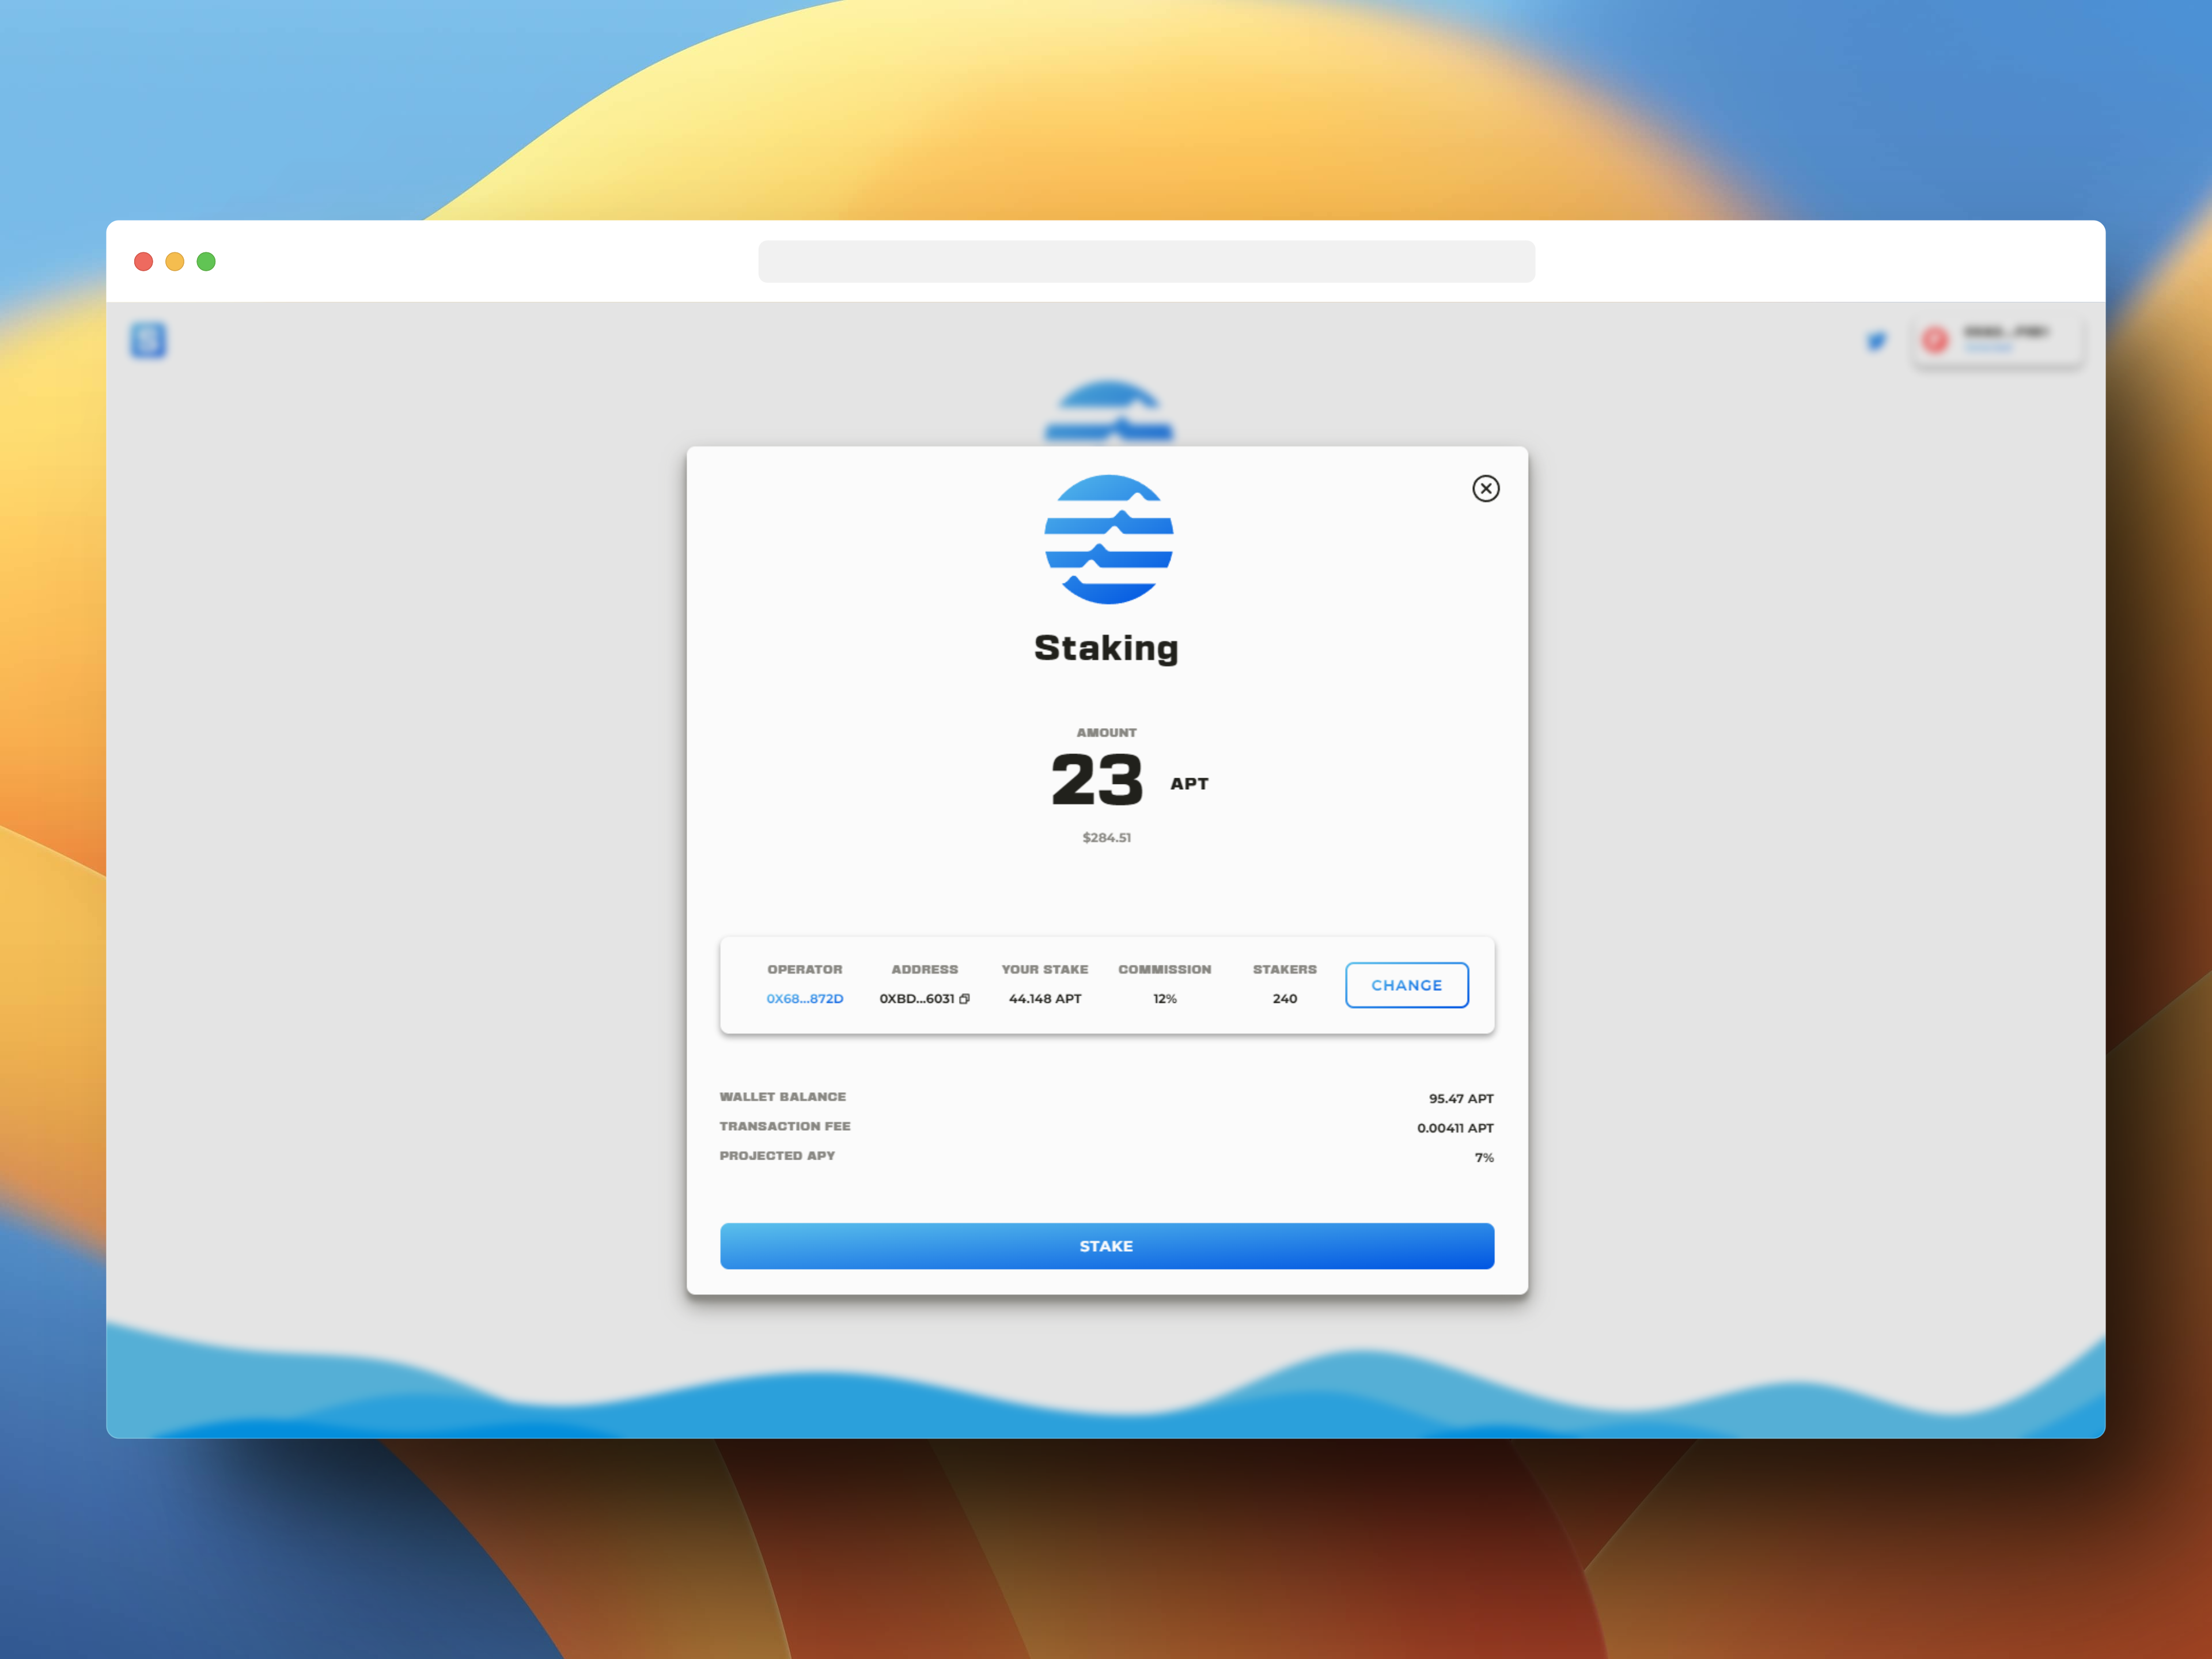 S
Staking
AMOUNT
23 APT
$284.51
OPERATOR ADDRESS YOUR STAKE COMMISSION STAKERS
0X68...872D 0XBD...6031 44.148 APT 12% 240
CHANGE
WALLET BALANCE 95.47 APT
TRANSACTION FEE 0.00411 APT
PROJECTED APY 7%
STAKE